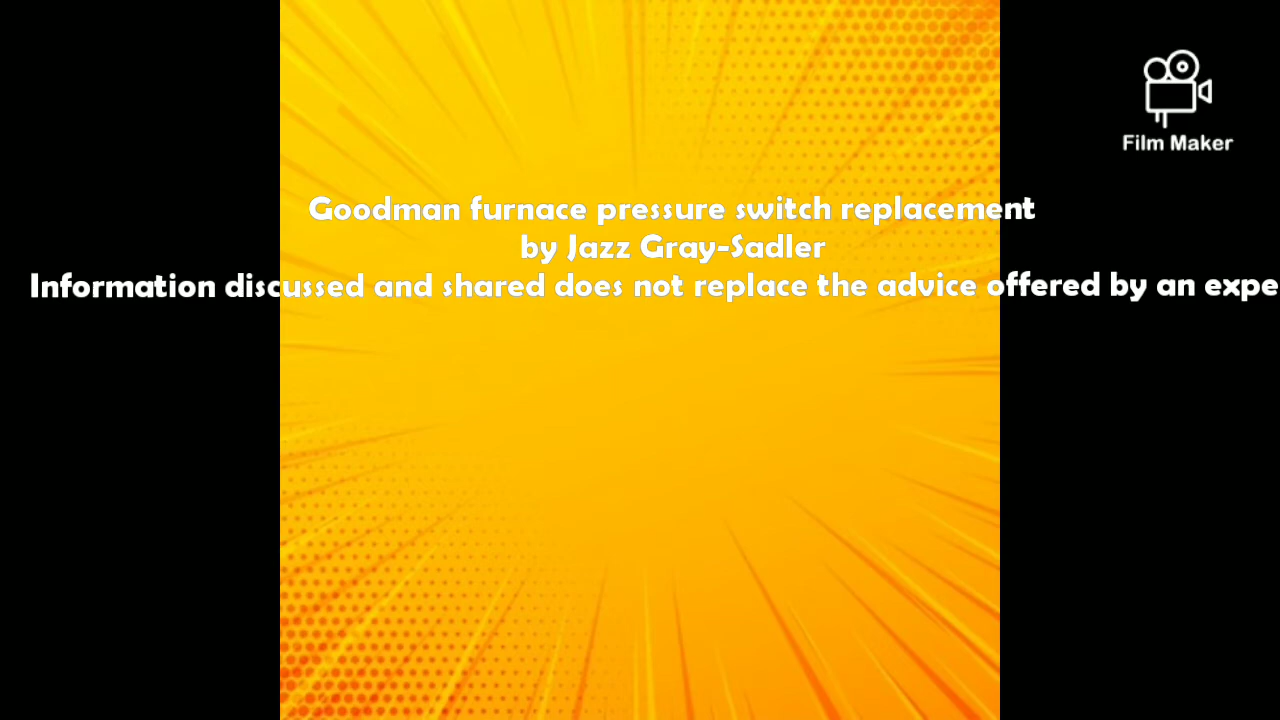 Film Maker
Goodman furnace pressure switch replacement
by Jazz Gray-Sadler
Information discussed and shared does not replace the advice offered by an expe